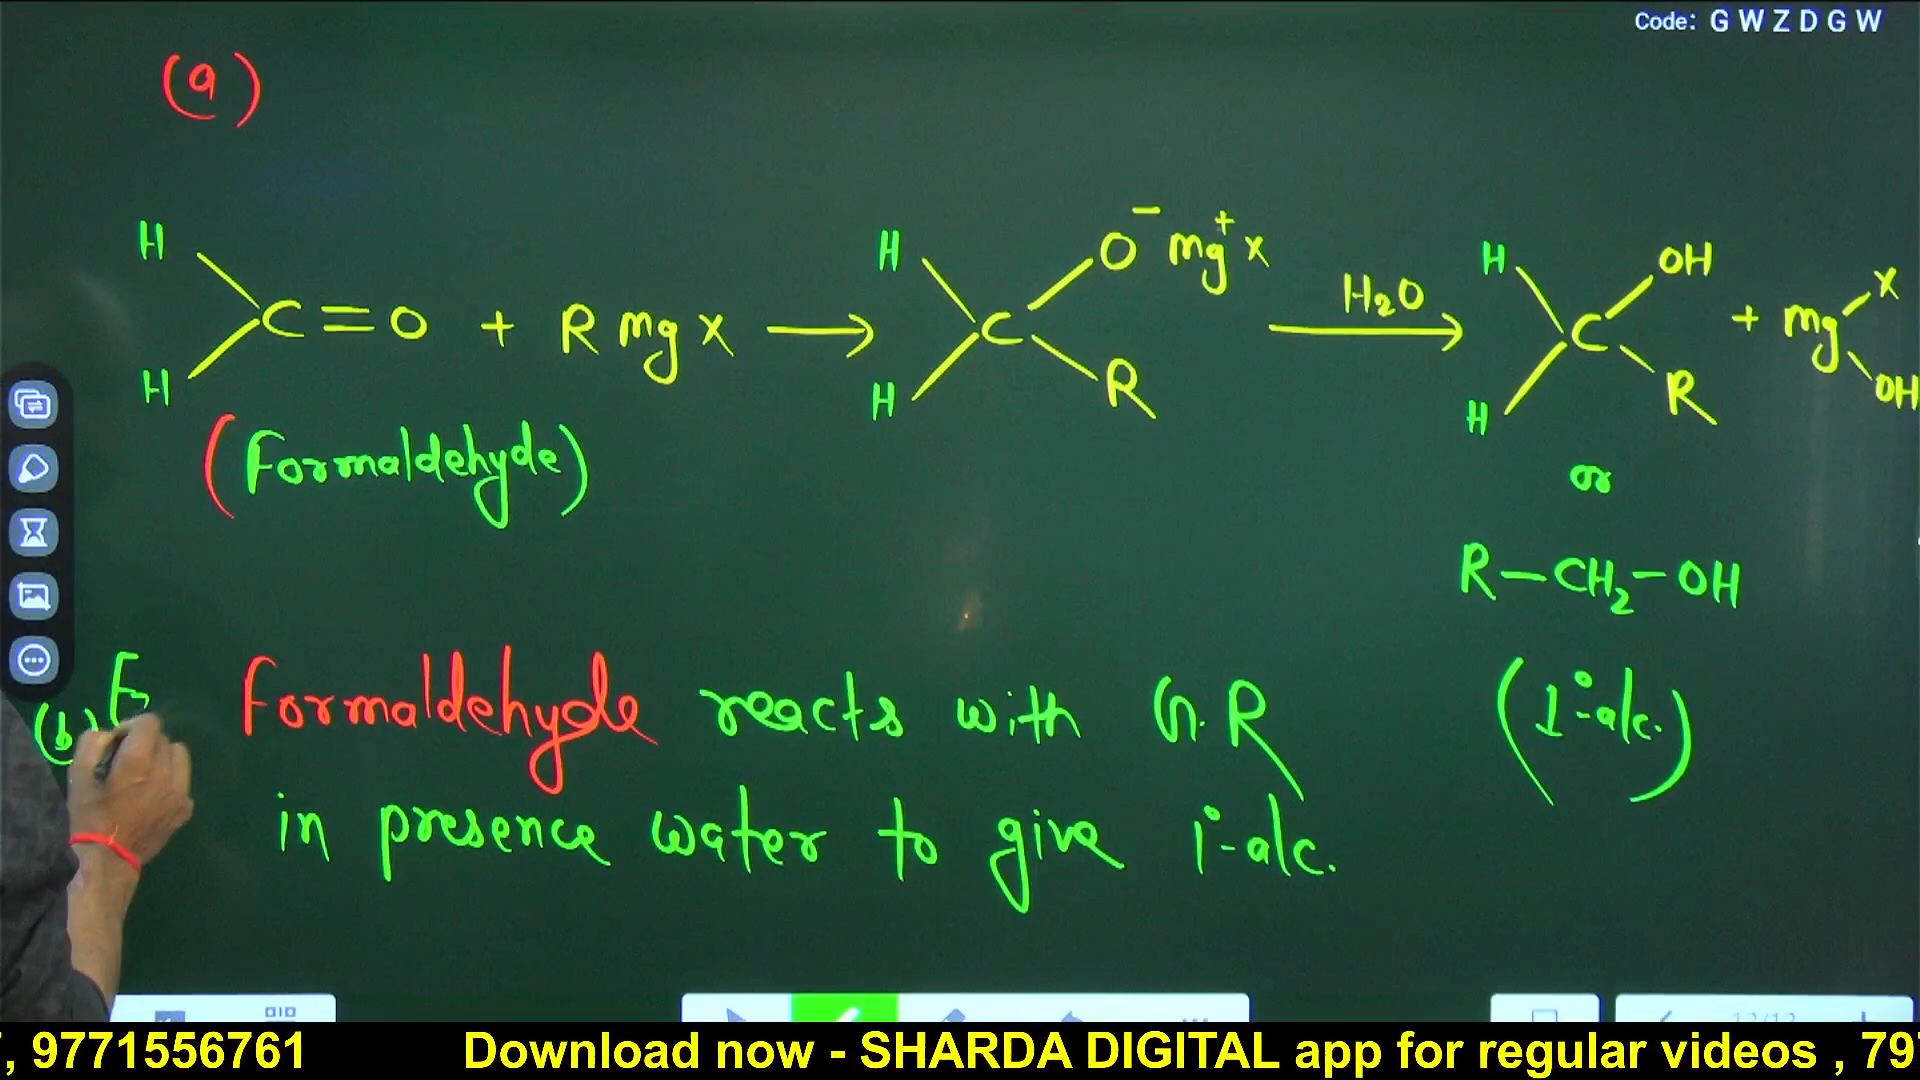 Code: G W Z D G W
(a)
H H C = O + R mg X → H H C O⁻ mg⁺ X R H₂O → H H C OH R + mg X OH
(Formaldehyde)
or
R – CH₂ – OH
(b) F
Formaldehyde reacts with G.R
(1°-alc.)
in presence water to give 1°-alc.
, 9771556761 Download now - SHARDA DIGITAL app for regular videos , 79